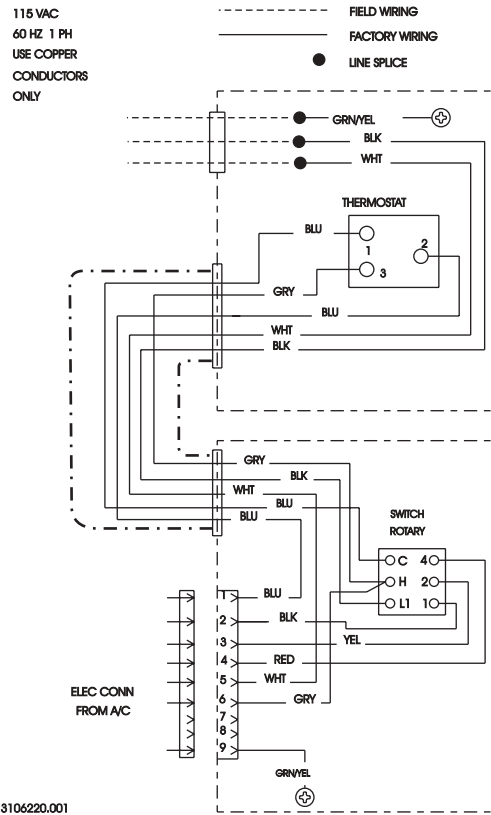 115 VAC
60 HZ 1 PH
USE COPPER
CONDUCTORS
ONLY
FIELD WIRING
FACTORY WIRING
LINE SPLICE
GRN/YEL
BLK
WHT
THERMOSTAT
BLU
1
2
3
GRY
BLU
WHT
BLK
GRY
BLK
WHT
BLU
BLU
SWITCH
ROTARY
C 4
H 2
L1 1
1 BLU
2 BLK
3 YEL
4 RED
5 WHT
6 GRY
7
8
9
ELEC CONN
FROM A/C
GRN/YEL
3106220.001